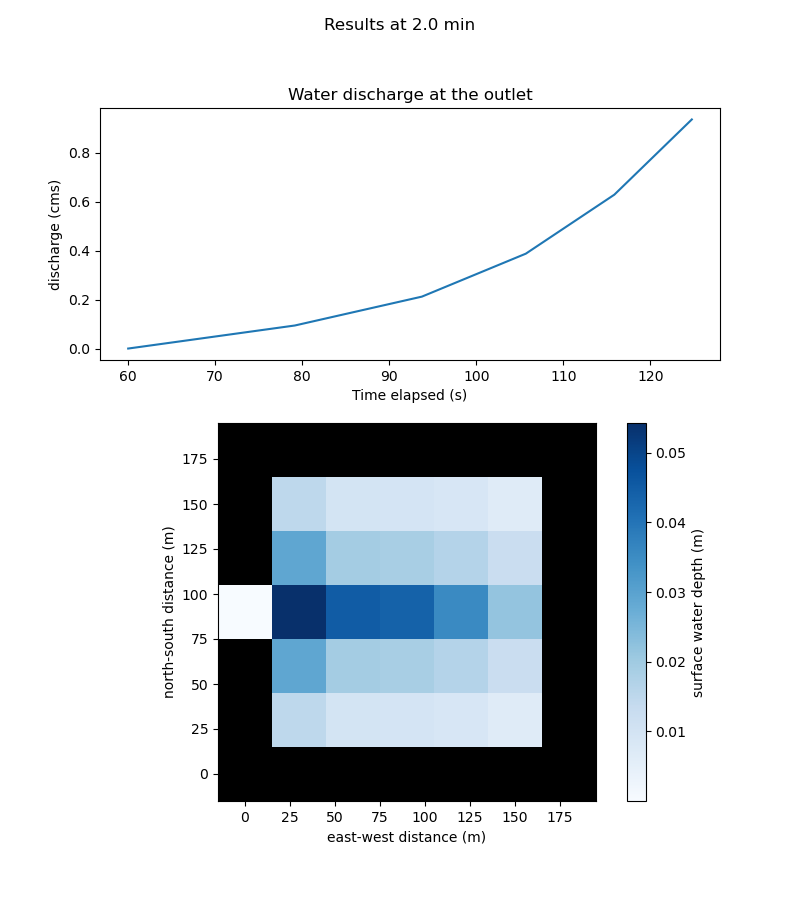 Results at 2.0 min
Water discharge at the outlet
discharge (cms)
0.8
0.6
0.4
0.2
0.0
60 70 80 90 100 110 120
Time elapsed (s)
north-south distance (m)
175
150
125
100
75
50
25
0
0 25 50 75 100 125 150 175
east-west distance (m)
0.05
0.04
0.03
0.02
0.01
surface water depth (m)